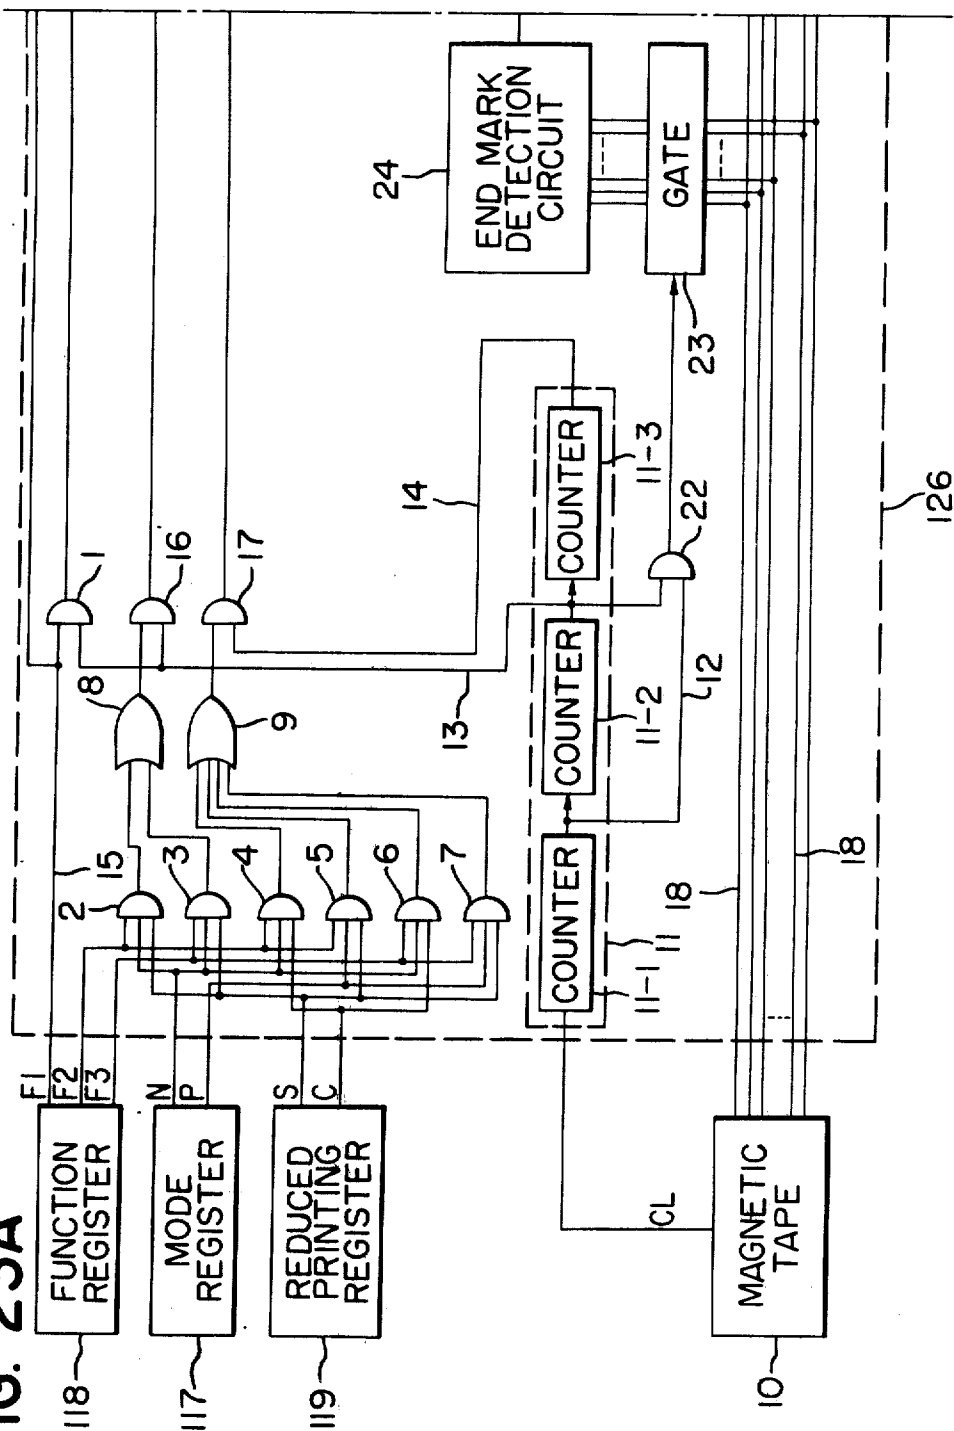 FIG. 23A
118
FUNCTION
REGISTER
F1
F2
F3
117
MODE
REGISTER
N
P
119
REDUCED
PRINTING
REGISTER
S
C
15
2
3
4
5
6
7
8
9
1
16
17
13
14
10
MAGNETIC
TAPE
CL
11
COUNTER
11-1
COUNTER
11-2
COUNTER
11-3
12
22
18
18
24
END MARK
DETECTION
CIRCUIT
GATE
23
126